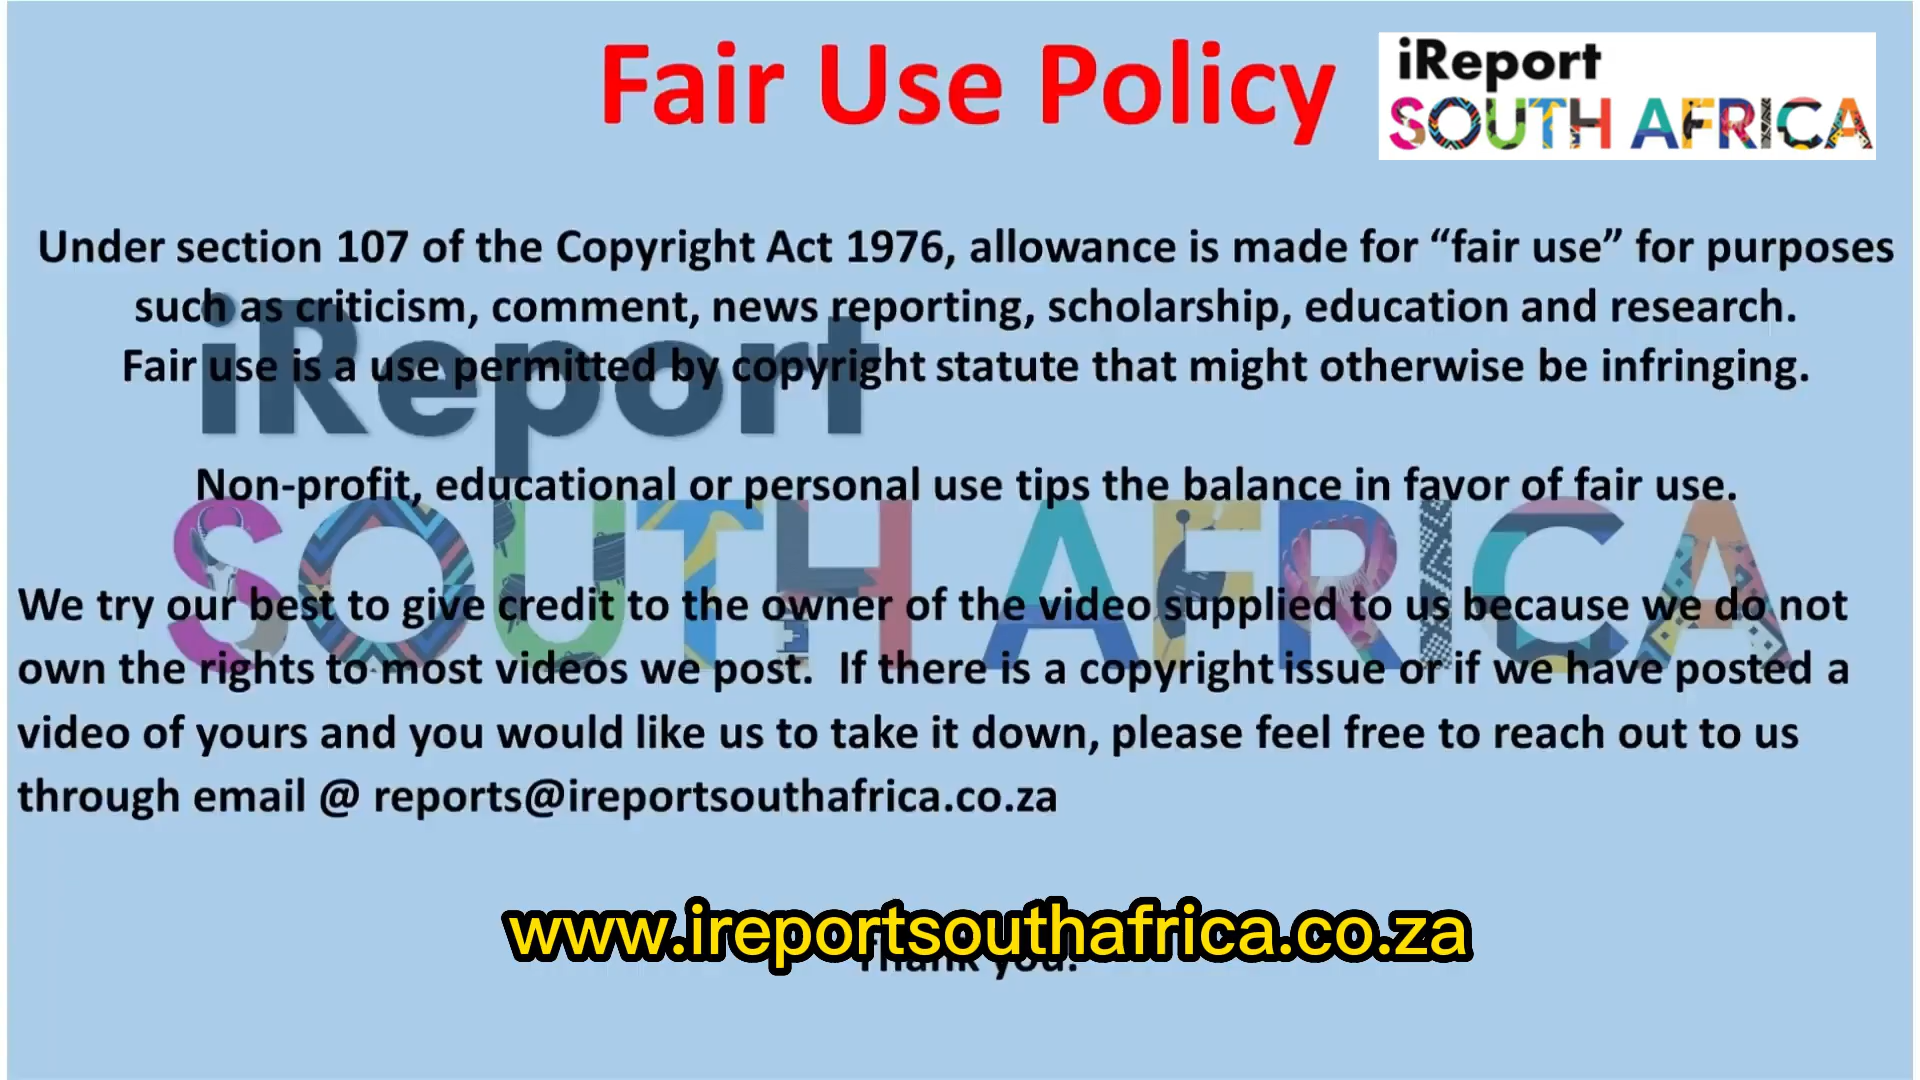 Fair Use Policy
iReport
SOUTH AFRICA
Under section 107 of the Copyright Act 1976, allowance is made for “fair use” for purposes
such as criticism, comment, news reporting, scholarship, education and research.
Fair use is a use permitted by copyright statute that might otherwise be infringing.
iReport
Non-profit, educational or personal use tips the balance in favor of fair use.
SOUTH AFRICA
We try our best to give credit to the owner of the video supplied to us because we do not
own the rights to most videos we post.  If there is a copyright issue or if we have posted a
video of yours and you would like us to take it down, please feel free to reach out to us
through email @ reports@ireportsouthafrica.co.za
www.ireportsouthafrica.co.za
Thank you.